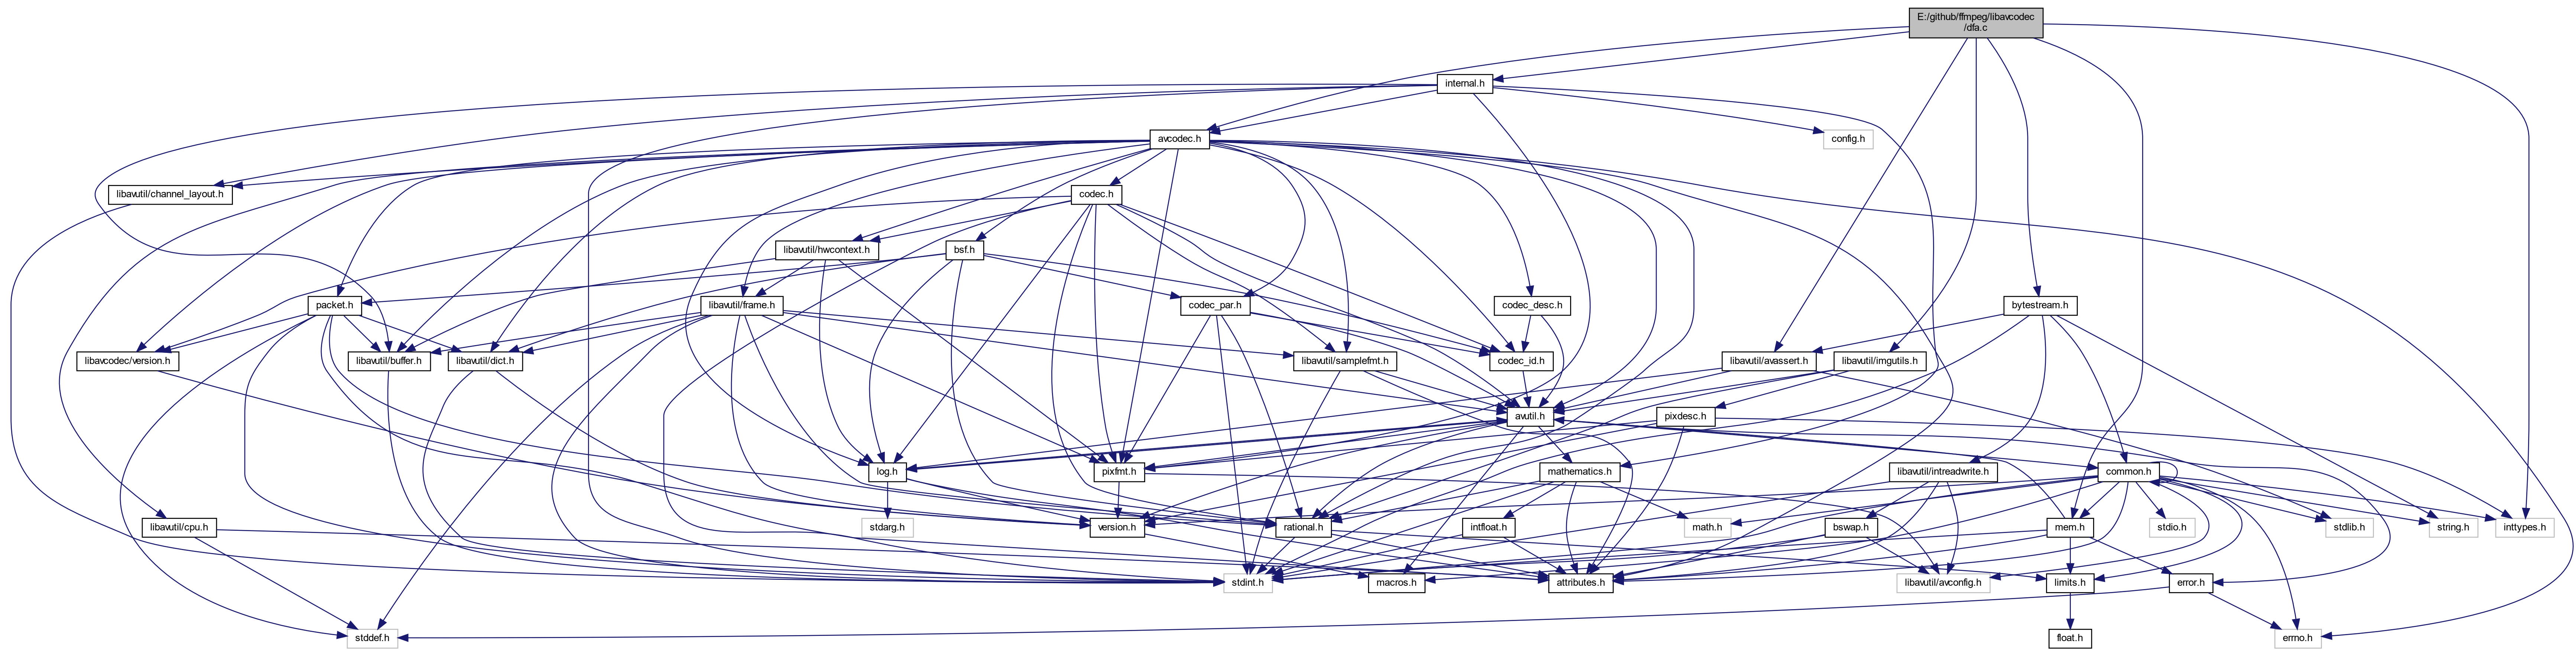 E:/github/ffmpeg/libavcodec
/dfa.c
internal.h
avcodec.h
config.h
libavutil/channel_layout.h
codec.h
libavutil/hwcontext.h
bsf.h
packet.h
libavutil/frame.h
codec_par.h
codec_desc.h
bytestream.h
libavcodec/version.h
libavutil/buffer.h
libavutil/dict.h
libavutil/samplefmt.h
codec_id.h
libavutil/avassert.h
libavutil/imgutils.h
avutil.h
pixdesc.h
log.h
pixfmt.h
mathematics.h
libavutil/intreadwrite.h
common.h
libavutil/cpu.h
stdarg.h
version.h
rational.h
intfloat.h
math.h
bswap.h
mem.h
stdio.h
stdlib.h
string.h
inttypes.h
stdint.h
macros.h
attributes.h
libavutil/avconfig.h
limits.h
error.h
stddef.h
float.h
errno.h